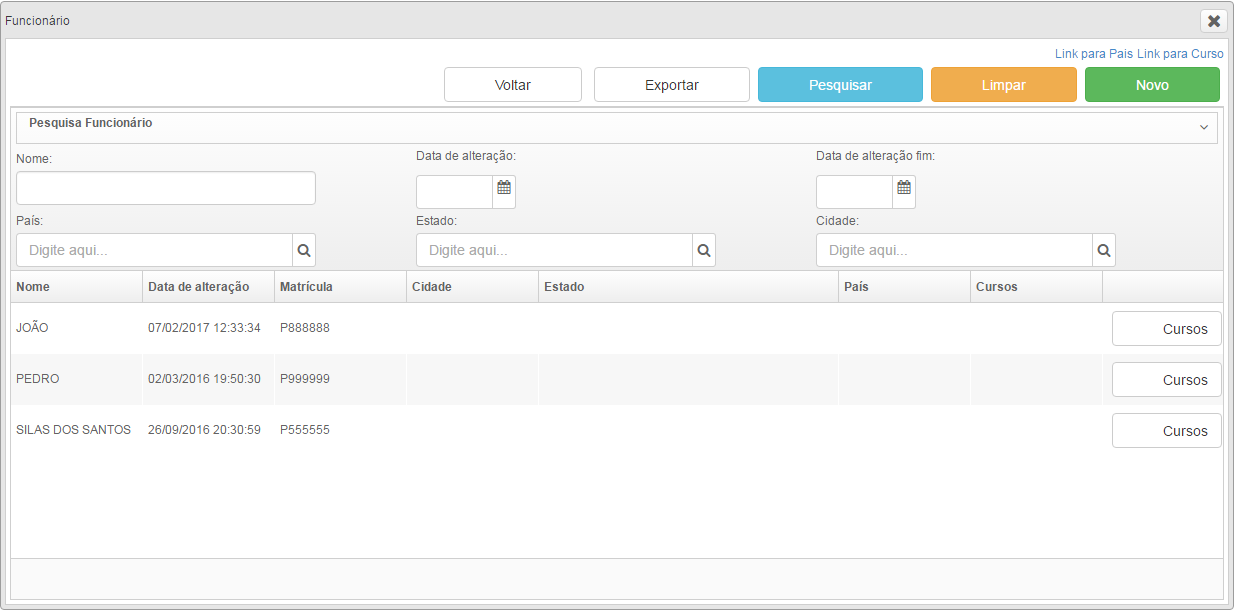 Funcionário
Link para Pais Link para Curso
Voltar Exportar Pesquisar Limpar Novo
Pesquisa Funcionário
Nome: Data de alteração: Data de alteração fim:
País: Estado: Cidade:
Digite aqui... Digite aqui... Digite aqui...
Nome Data de alteração Matrícula Cidade Estado País Cursos
JOÃO 07/02/2017 12:33:34 P888888 Cursos
PEDRO 02/03/2016 19:50:30 P999999 Cursos
SILAS DOS SANTOS 26/09/2016 20:30:59 P555555 Cursos